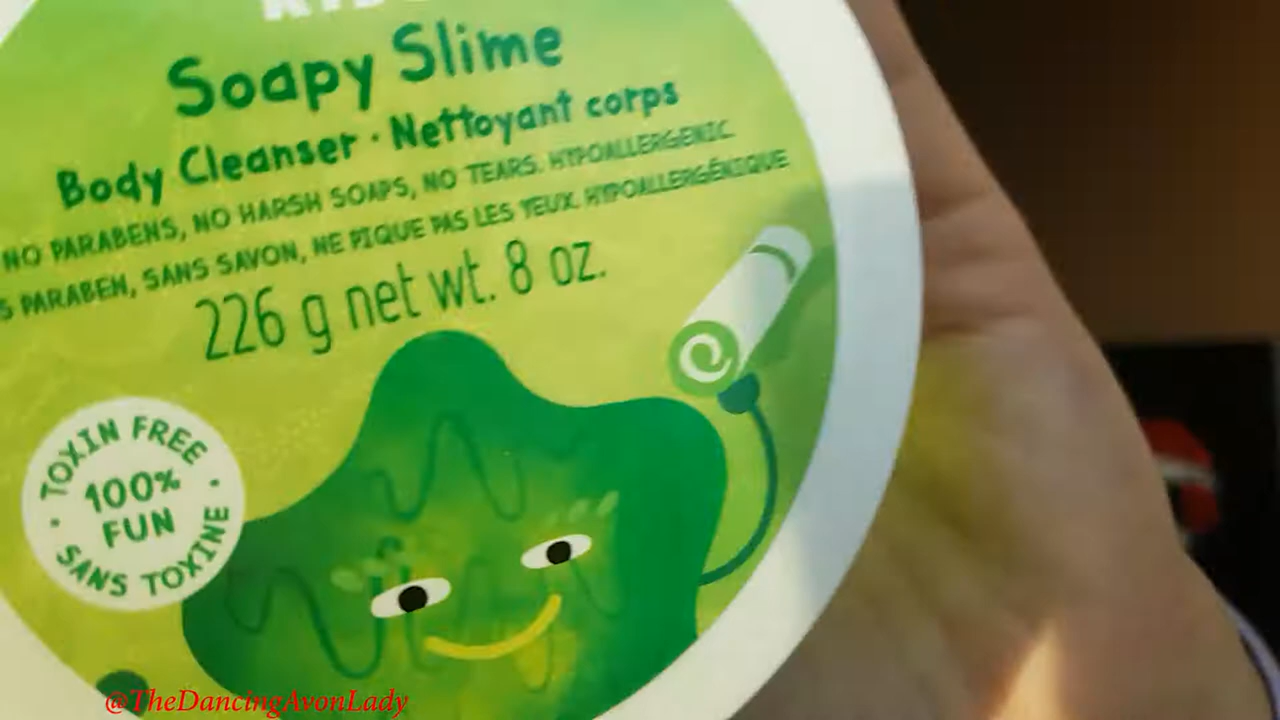 Soapy Slime
Body Cleanser · Nettoyant corps
NO PARABENS, NO HARSH SOAPS, NO TEARS. HYPOALLERGENIC
PARABEN, SANS SAVON, NE PIQUE PAS LES YEUX. HYPOALLERGÉNIQUE
226 g net wt. 8 oz.
TOXIN FREE
100%
FUN
SANS TOXINE
@TheDancingAvonLady